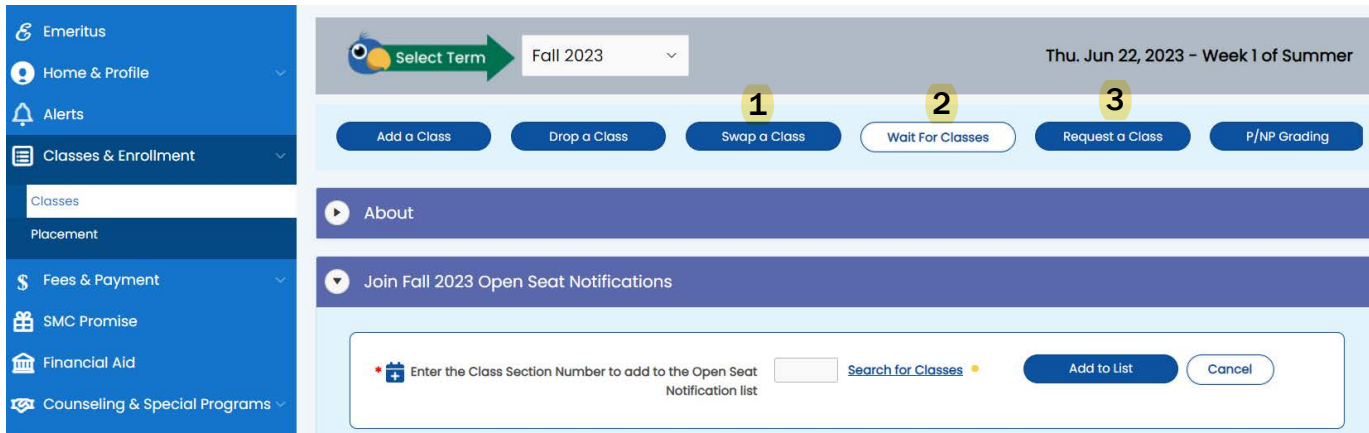 Emeritus
Home & Profile
Alerts
Classes & Enrollment
Classes
Placement
$ Fees & Payment
SMC Promise
Financial Aid
Counseling & Special Programs
Select Term
Fall 2023
Thu. Jun 22, 2023 - Week 1 of Summer
1
2
3
Add a Class
Drop a Class
Swap a Class
Wait For Classes
Request a Class
P/NP Grading
About
Join Fall 2023 Open Seat Notifications
* Enter the Class Section Number to add to the Open Seat
Notification list
Search for Classes
Add to List
Cancel